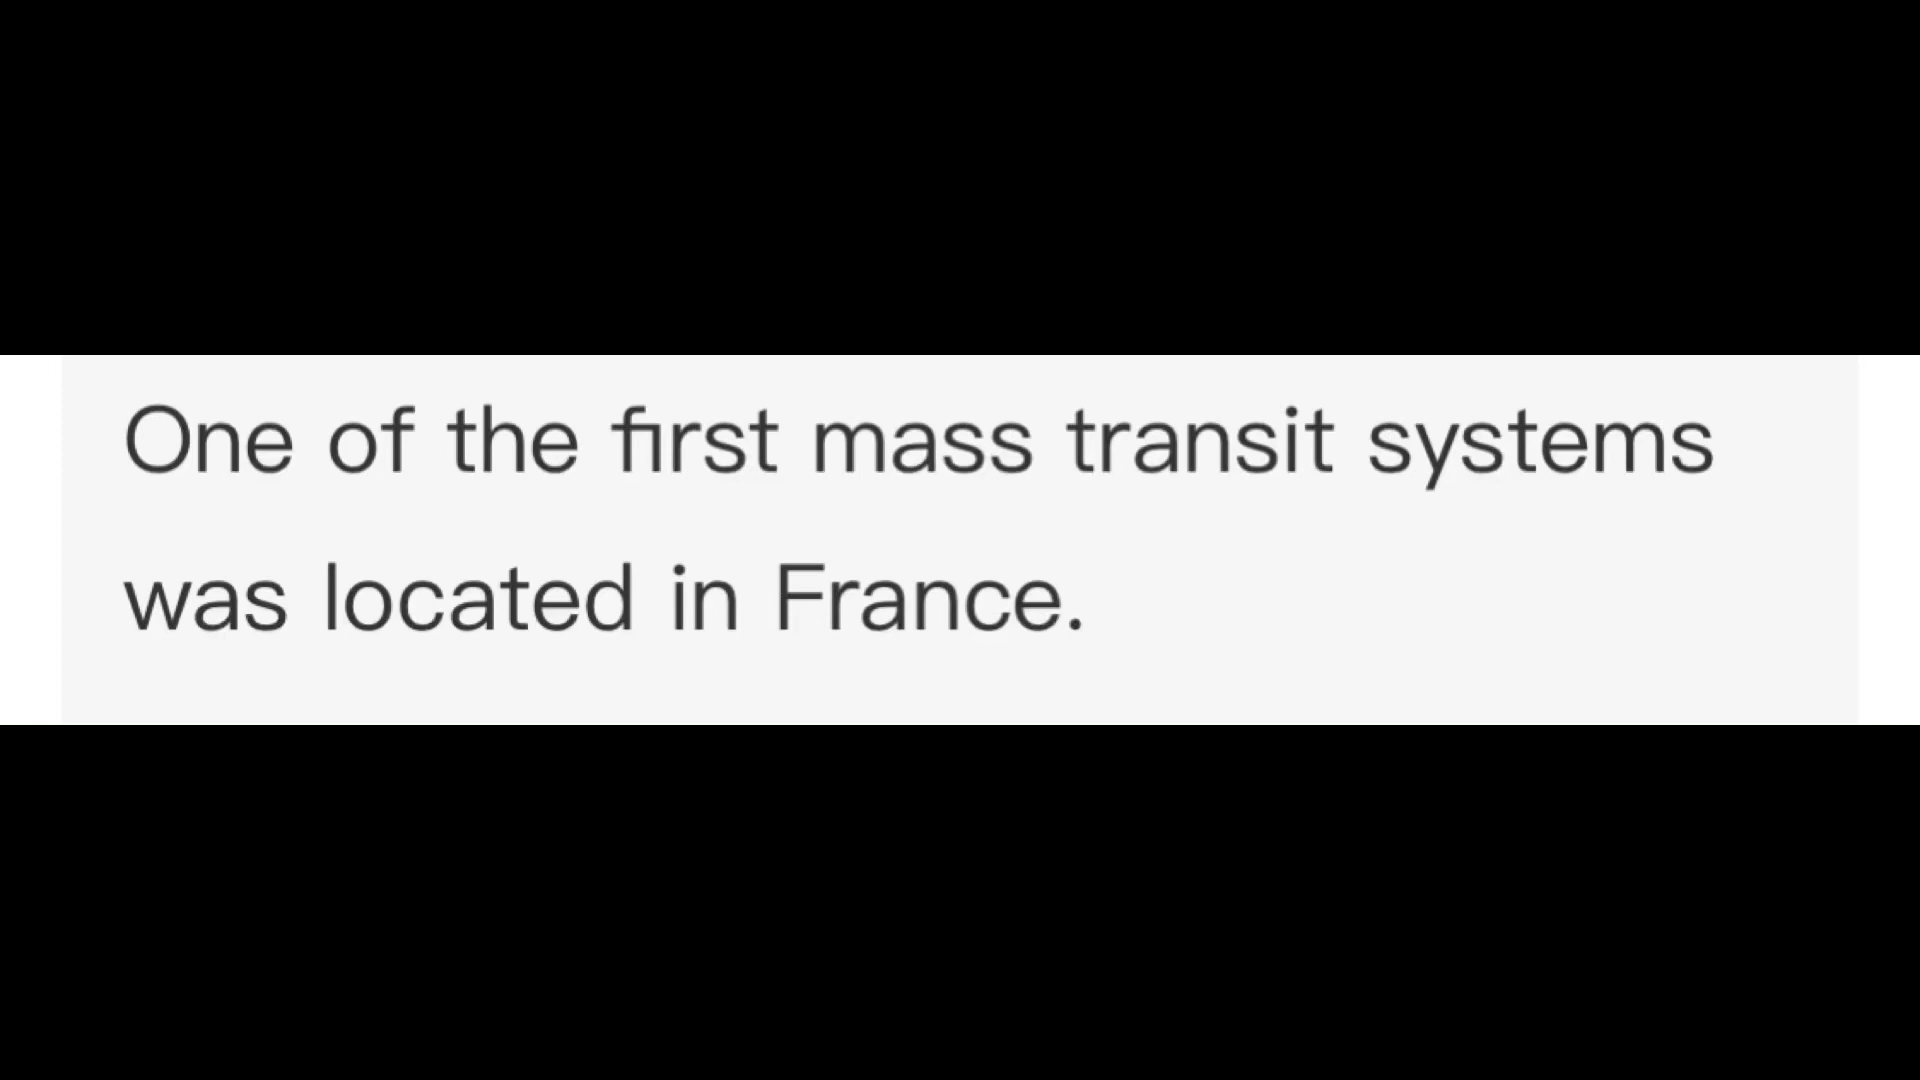 One of the first mass transit systems
was located in France.